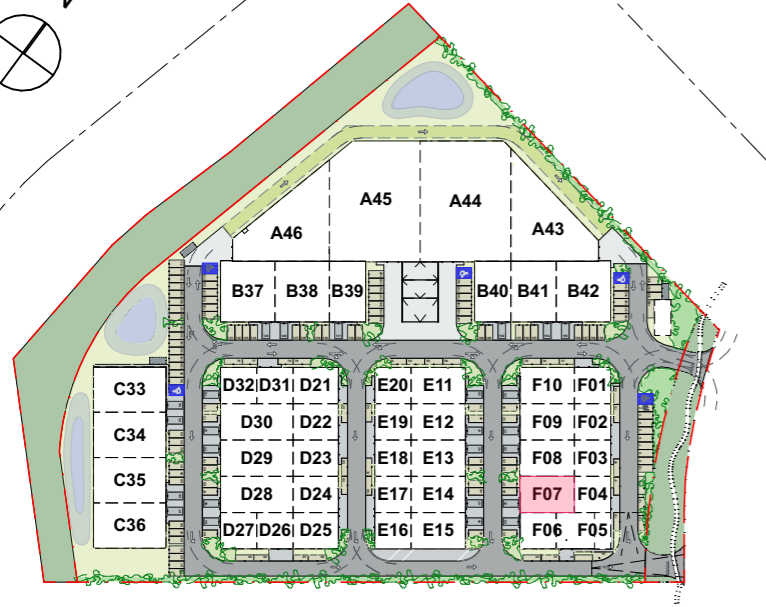 A45 A44
A46 A43
B37 B38 B39 B40 B41 B42
D32 D31 D21 E20 E11 F10 F01
C33
D30 D22 E19 E12 F09 F02
C34
D29 D23 E18 E13 F08 F03
C35
D28 D24 E17 E14 F07 F04
C36
D27 D26 D25 E16 E15 F06 F05